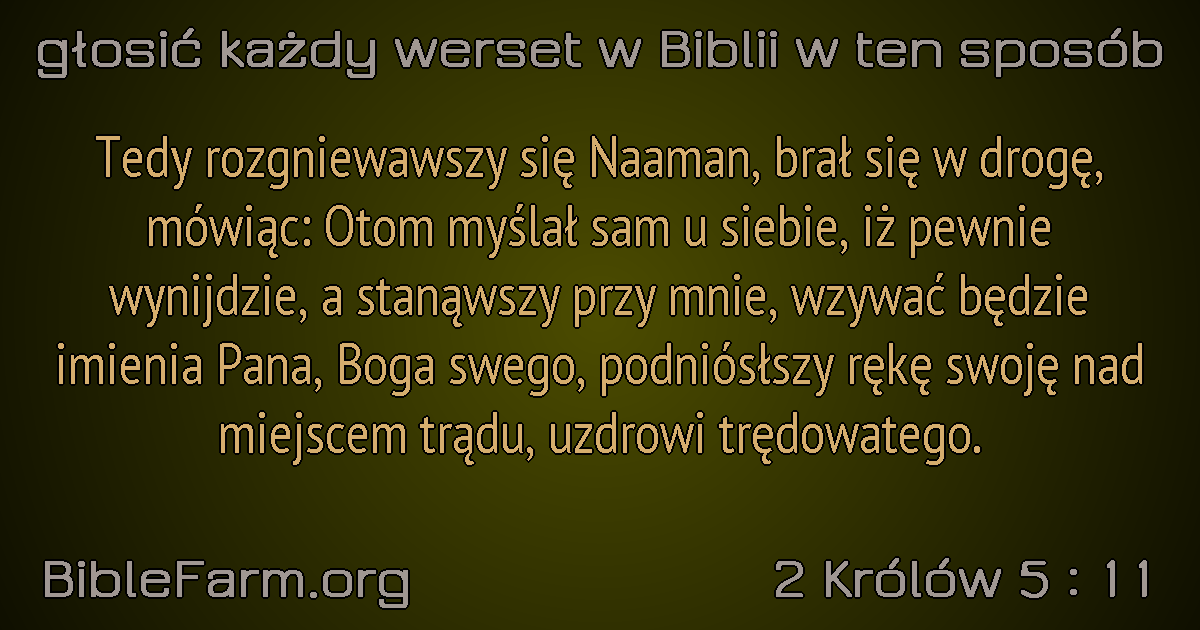 głosić każdy werset w Biblii w ten sposób
Tedy rozgniewawszy się Naaman, brał się w drogę,
mówiąc: Otom myślał sam u siebie, iż pewnie
wynijdzie, a stanąwszy przy mnie, wzywać będzie
imienia Pana, Boga swego, podniósłszy rękę swoję nad
miejscem trądu, uzdrowi trędowatego.
BibleFarm.org
2 Królów 5 : 11